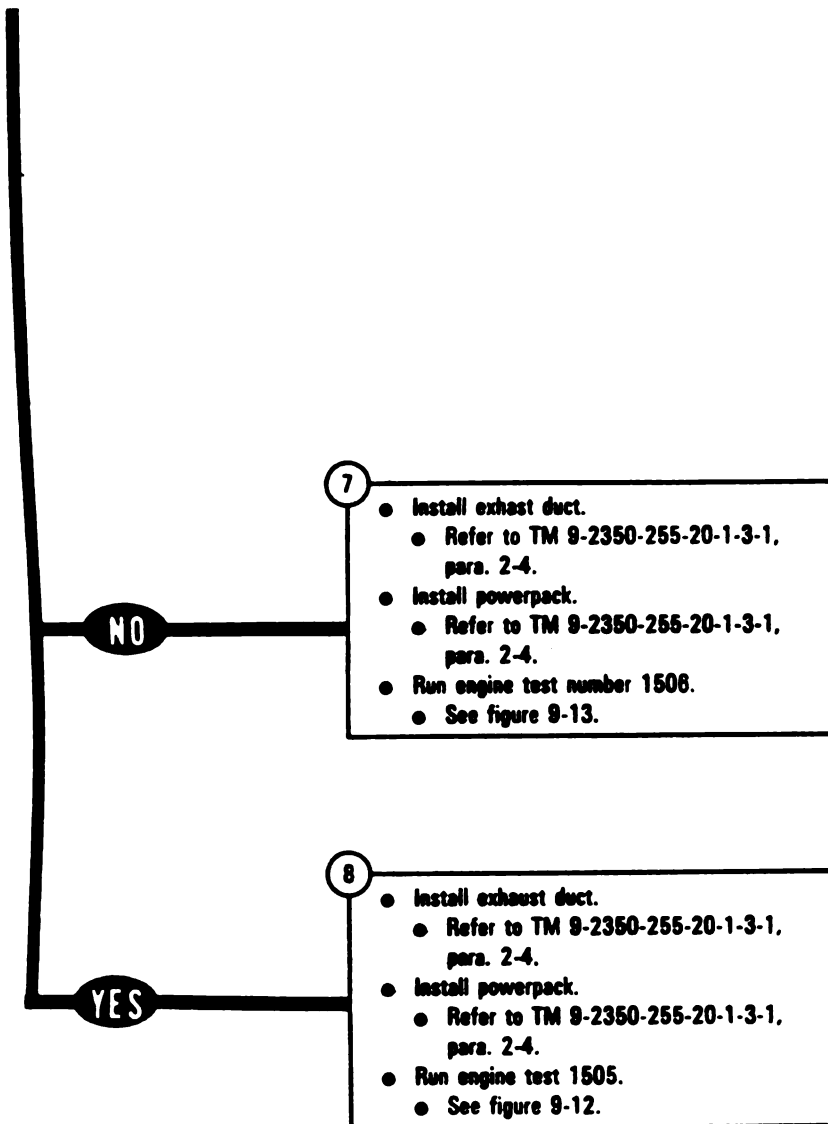 7
● Install exhast duct.
● Refer to TM 9-2350-255-20-1-3-1,
para. 2-4.
● Install powerpack.
● Refer to TM 9-2350-255-20-1-3-1,
para. 2-4.
NO
● Run engine test number 1506.
● See figure 9-13.
8
● Install exhaust duct.
● Refer to TM 9-2350-255-20-1-3-1,
para. 2-4.
● Install powerpack.
● Refer to TM 9-2350-255-20-1-3-1,
para. 2-4.
YES
● Run engine test 1505.
● See figure 9-12.